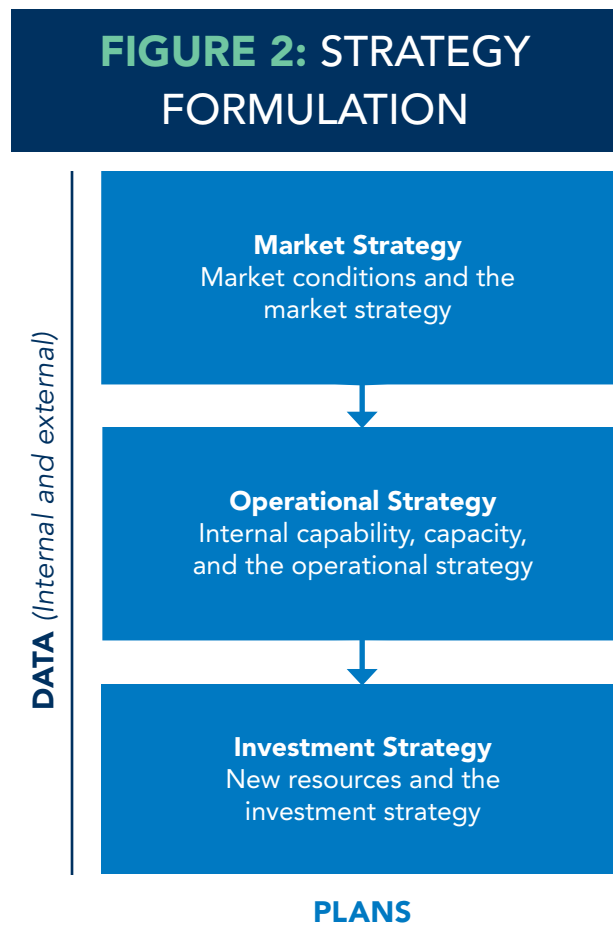 FIGURE 2: STRATEGY
FORMULATION
DATA (Internal and external)
Market Strategy
Market conditions and the
market strategy
Operational Strategy
Internal capability, capacity,
and the operational strategy
Investment Strategy
New resources and the
investment strategy
PLANS